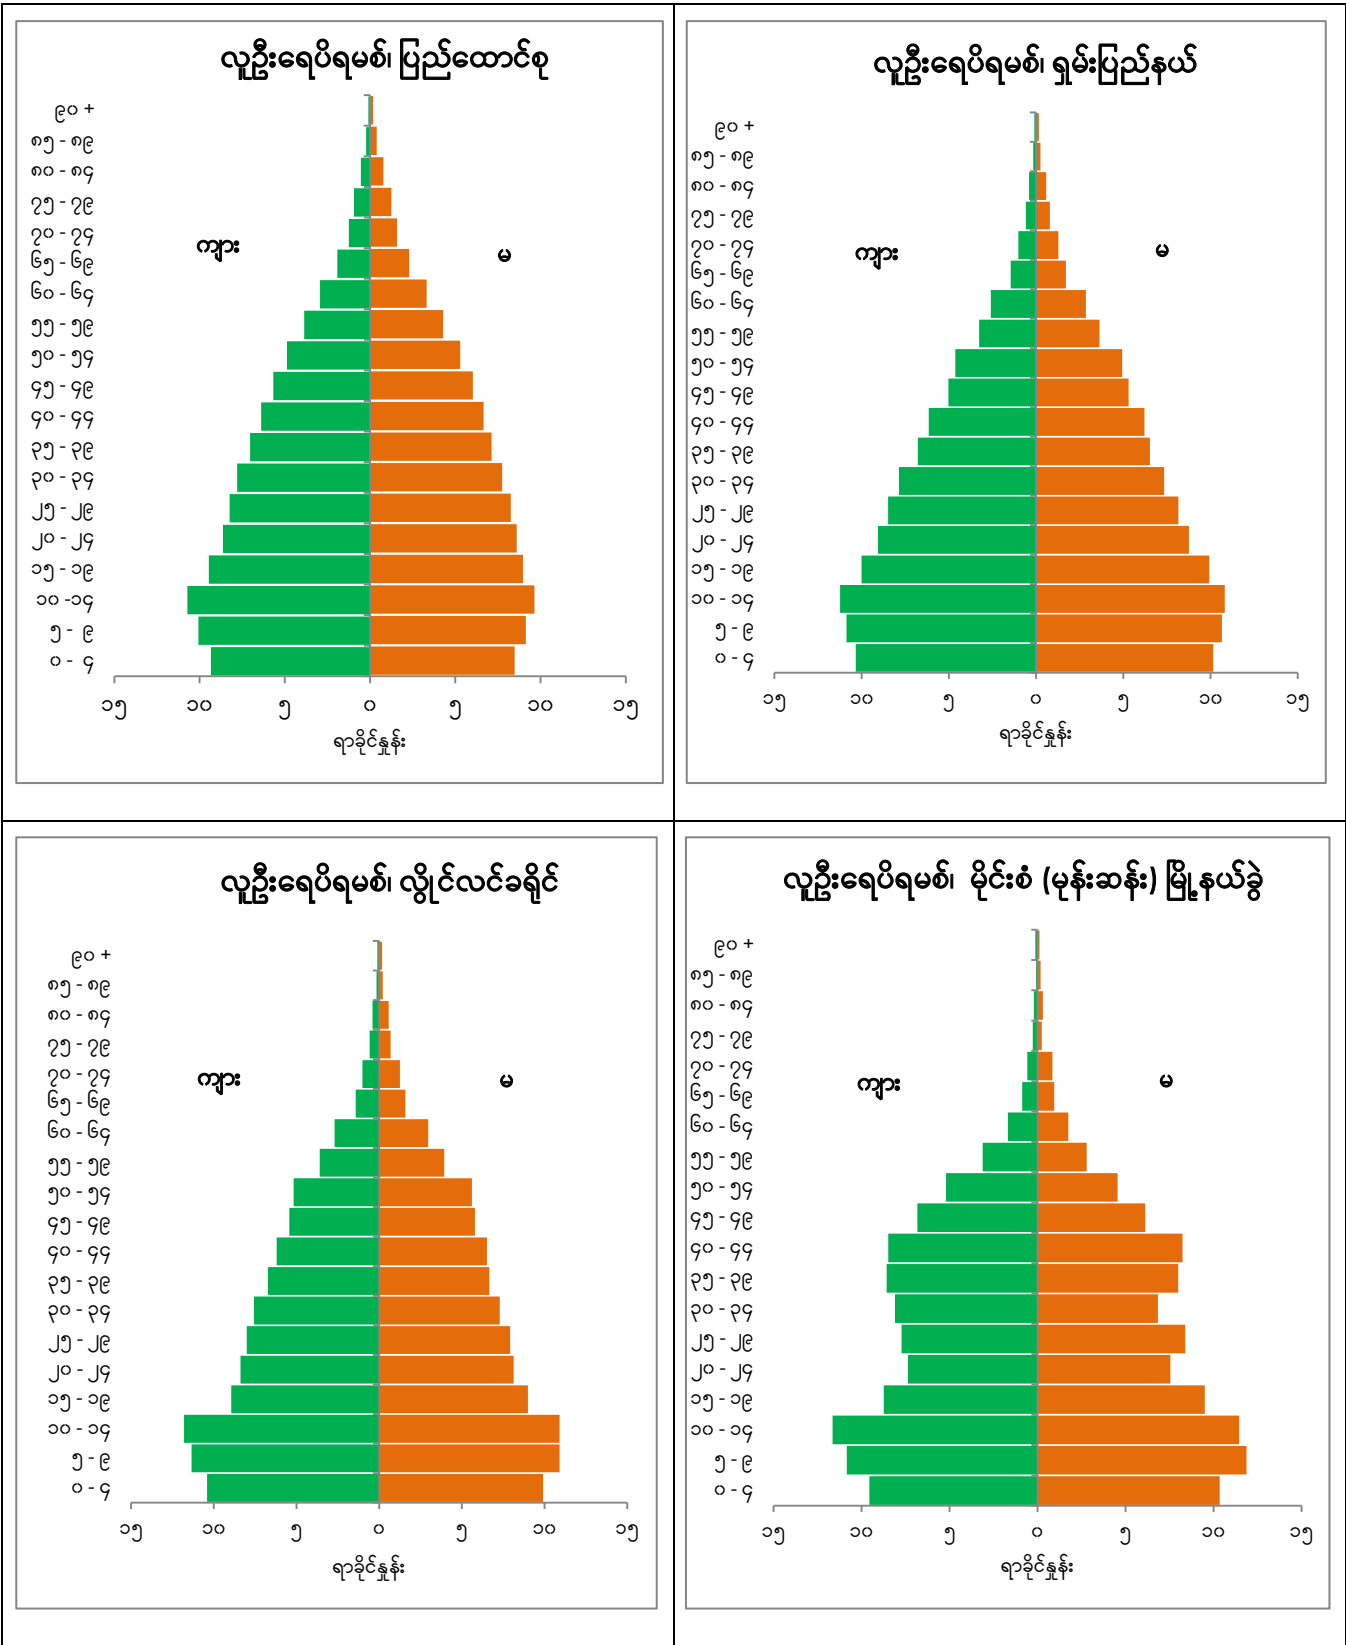 လူဦးရေပိရမစ်၊ ပြည်ထောင်စု
၉၀ +
၈၅ - ၈၉
၈၀ - ၈၄
၇၅ - ၇၉
၇၀ - ၇၄
၆၅ - ၆၉
၆၀ - ၆၄
၅၅ - ၅၉
၅၀ - ၅၄
၄၅ - ၄၉
၄၀ - ၄၄
၃၅ - ၃၉
၃၀ - ၃၄
၂၅ - ၂၉
၂၀ - ၂၄
၁၅ - ၁၉
၁၀ -၁၄
၅ - ၉
၀ - ၄
ကျား
မ
၁၅ ၁၀ ၅ ၀ ၅ ၁၀ ၁၅
ရာခိုင်နှုန်း
လူဦးရေပိရမစ်၊ ရှမ်းပြည်နယ်
၉၀ +
၈၅ - ၈၉
၈၀ - ၈၄
၇၅ - ၇၉
၇၀ - ၇၄
၆၅ - ၆၉
၆၀ - ၆၄
၅၅ - ၅၉
၅၀ - ၅၄
၄၅ - ၄၉
၄၀ - ၄၄
၃၅ - ၃၉
၃၀ - ၃၄
၂၅ - ၂၉
၂၀ - ၂၄
၁၅ - ၁၉
၁၀ - ၁၄
၅ - ၉
၀ - ၄
ကျား
မ
၁၅ ၁၀ ၅ ၀ ၅ ၁၀ ၁၅
ရာခိုင်နှုန်း
လူဦးရေပိရမစ်၊ လွိုင်လင်ခရိုင်
၉၀ +
၈၅ - ၈၉
၈၀ - ၈၄
၇၅ - ၇၉
၇၀ - ၇၄
၆၅ - ၆၉
၆၀ - ၆၄
၅၅ - ၅၉
၅၀ - ၅၄
၄၅ - ၄၉
၄၀ - ၄၄
၃၅ - ၃၉
၃၀ - ၃၄
၂၅ - ၂၉
၂၀ - ၂၄
၁၅ - ၁၉
၁၀ - ၁၄
၅ - ၉
၀ - ၄
ကျား
မ
၁၅ ၁၀ ၅ ၀ ၅ ၁၀ ၁၅
ရာခိုင်နှုန်း
လူဦးရေပိရမစ်၊ မိုင်းစံ (မုန်းဆန်း) မြို့နယ်ခွဲ
၉၀ +
၈၅ - ၈၉
၈၀ - ၈၄
၇၅ - ၇၉
၇၀ - ၇၄
၆၅ - ၆၉
၆၀ - ၆၄
၅၅ - ၅၉
၅၀ - ၅၄
၄၅ - ၄၉
၄၀ - ၄၄
၃၅ - ၃၉
၃၀ - ၃၄
၂၅ - ၂၉
၂၀ - ၂၄
၁၅ - ၁၉
၁၀ - ၁၄
၅ - ၉
၀ - ၄
ကျား
မ
၁၅ ၁၀ ၅ ၀ ၅ ၁၀ ၁၅
ရာခိုင်နှုန်း